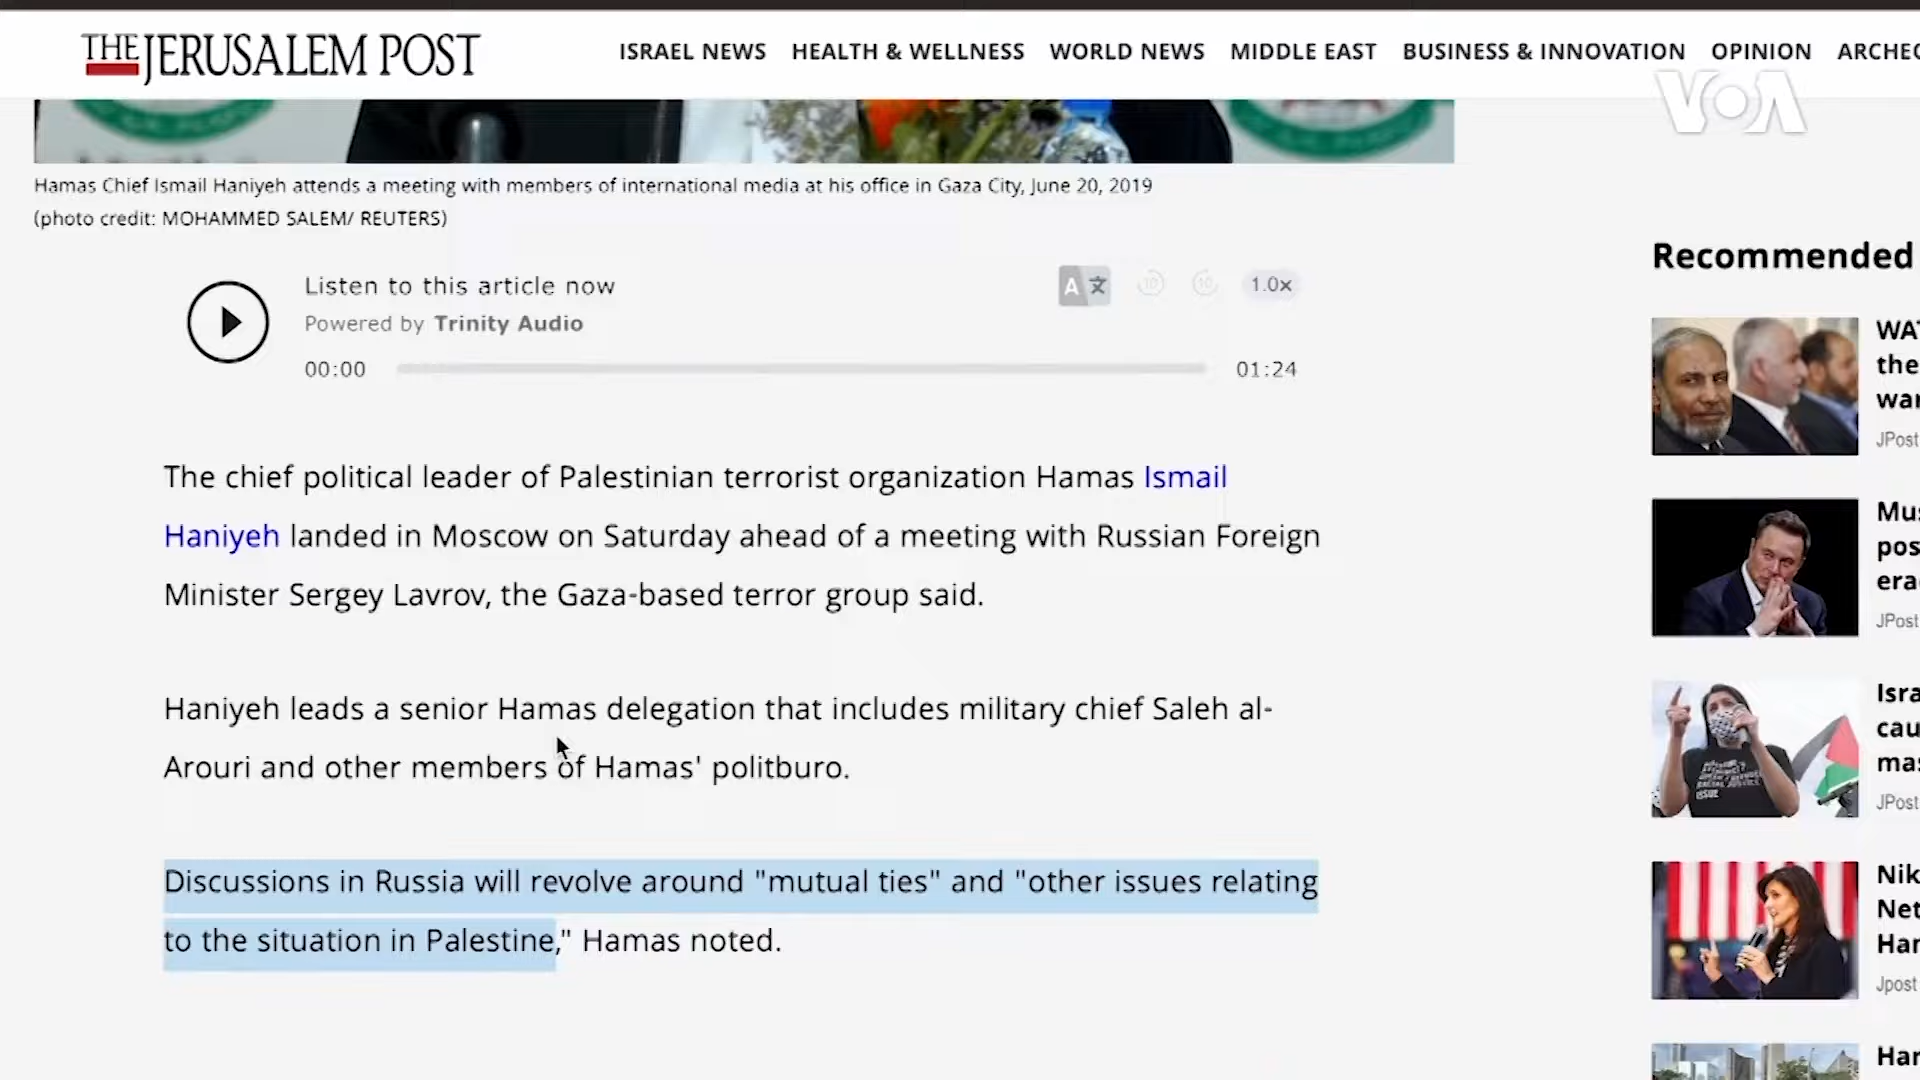 THE JERUSALEM POST
ISRAEL NEWS HEALTH & WELLNESS WORLD NEWS MIDDLE EAST BUSINESS & INNOVATION OPINION
VOA
Hamas Chief Ismail Haniyeh attends a meeting with members of international media at his office in Gaza City, June 20, 2019
(photo credit: MOHAMMED SALEM/ REUTERS)
Listen to this article now
Powered by Trinity Audio
00:00
01:24
A
10 10 1.0x
The chief political leader of Palestinian terrorist organization Hamas Ismail
Haniyeh landed in Moscow on Saturday ahead of a meeting with Russian Foreign
Minister Sergey Lavrov, the Gaza-based terror group said.
Haniyeh leads a senior Hamas delegation that includes military chief Saleh al-
Arouri and other members of Hamas' politburo.
Discussions in Russia will revolve around "mutual ties" and "other issues relating
to the situation in Palestine," Hamas noted.
Recommended
the
JPost
JPost
JPost
Jpost